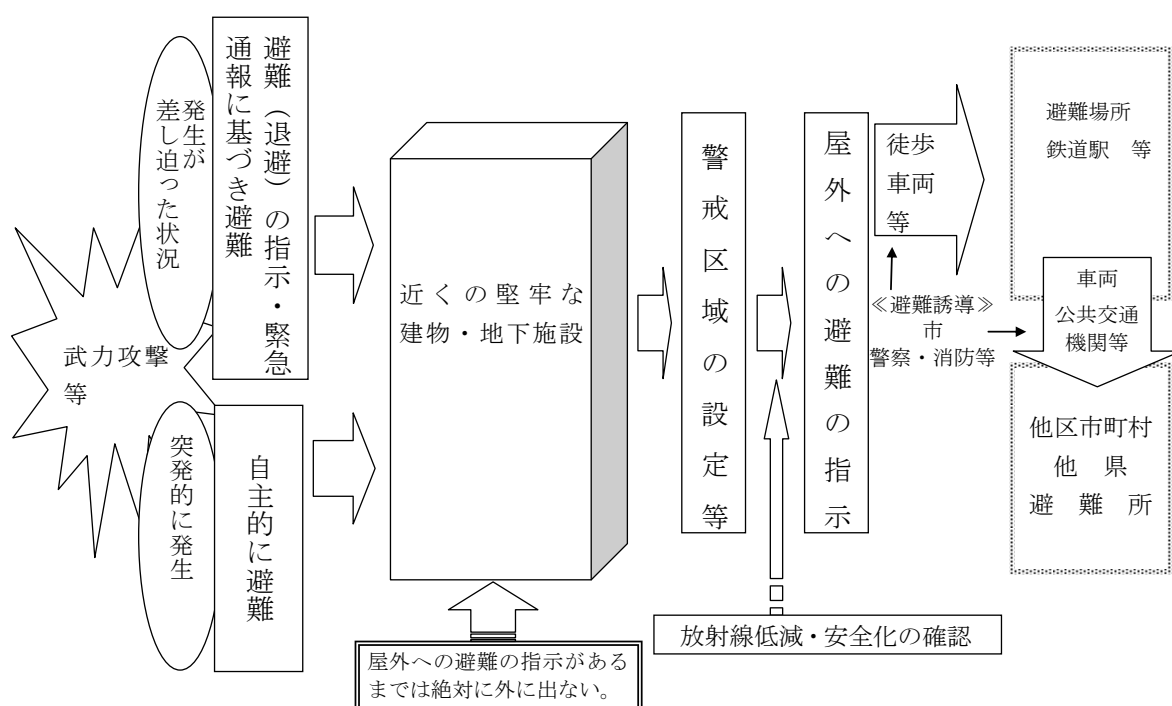 武力攻撃
等
発生が
差し迫った状況
避難（退避）の指示・緊急
通報に基づき避難
突発的に発生
自主的に避難
近くの堅牢な
建物・地下施設
屋外への避難の指示がある
までは絶対に外に出ない。
警戒区域の設定等
放射線低減・安全化の確認
屋外への避難の指示
徒歩
車両
等
≪避難誘導≫
市
警察・消防等
避難場所
鉄道駅　等
車両
公共交通
機関等
他区市町村
他　県
避　難　所